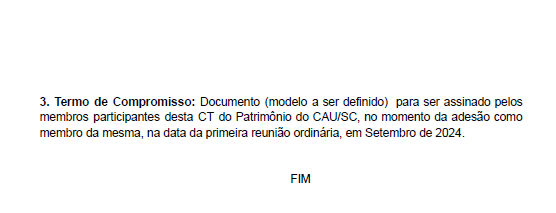 3. Termo de Compromisso: Documento (modelo a ser definido) para ser assinado pelos
membros participantes desta CT do Patrimônio do CAU/SC, no momento da adesão como
membro da mesma, na data da primeira reunião ordinária, em Setembro de 2024.
FIM